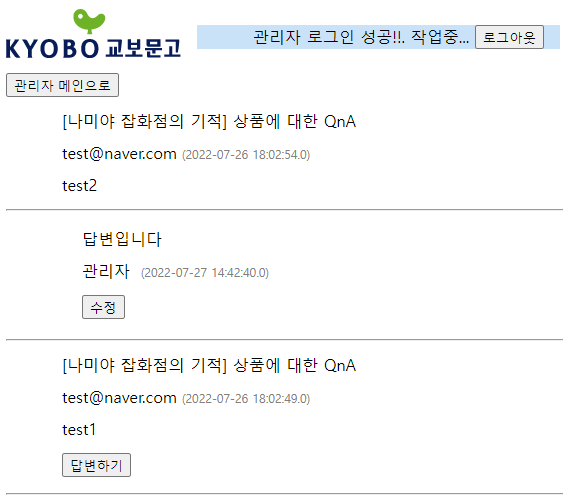 KYOBO 교보문고
관리자 로그인 성공!!. 작업중... 로그아웃
관리자 메인으로
[나미야 잡화점의 기적] 상품에 대한 QnA
test@naver.com (2022-07-26 18:02:54.0)
test2
답변입니다
관리자 (2022-07-27 14:42:40.0)
수정
[나미야 잡화점의 기적] 상품에 대한 QnA
test@naver.com (2022-07-26 18:02:49.0)
test1
답변하기